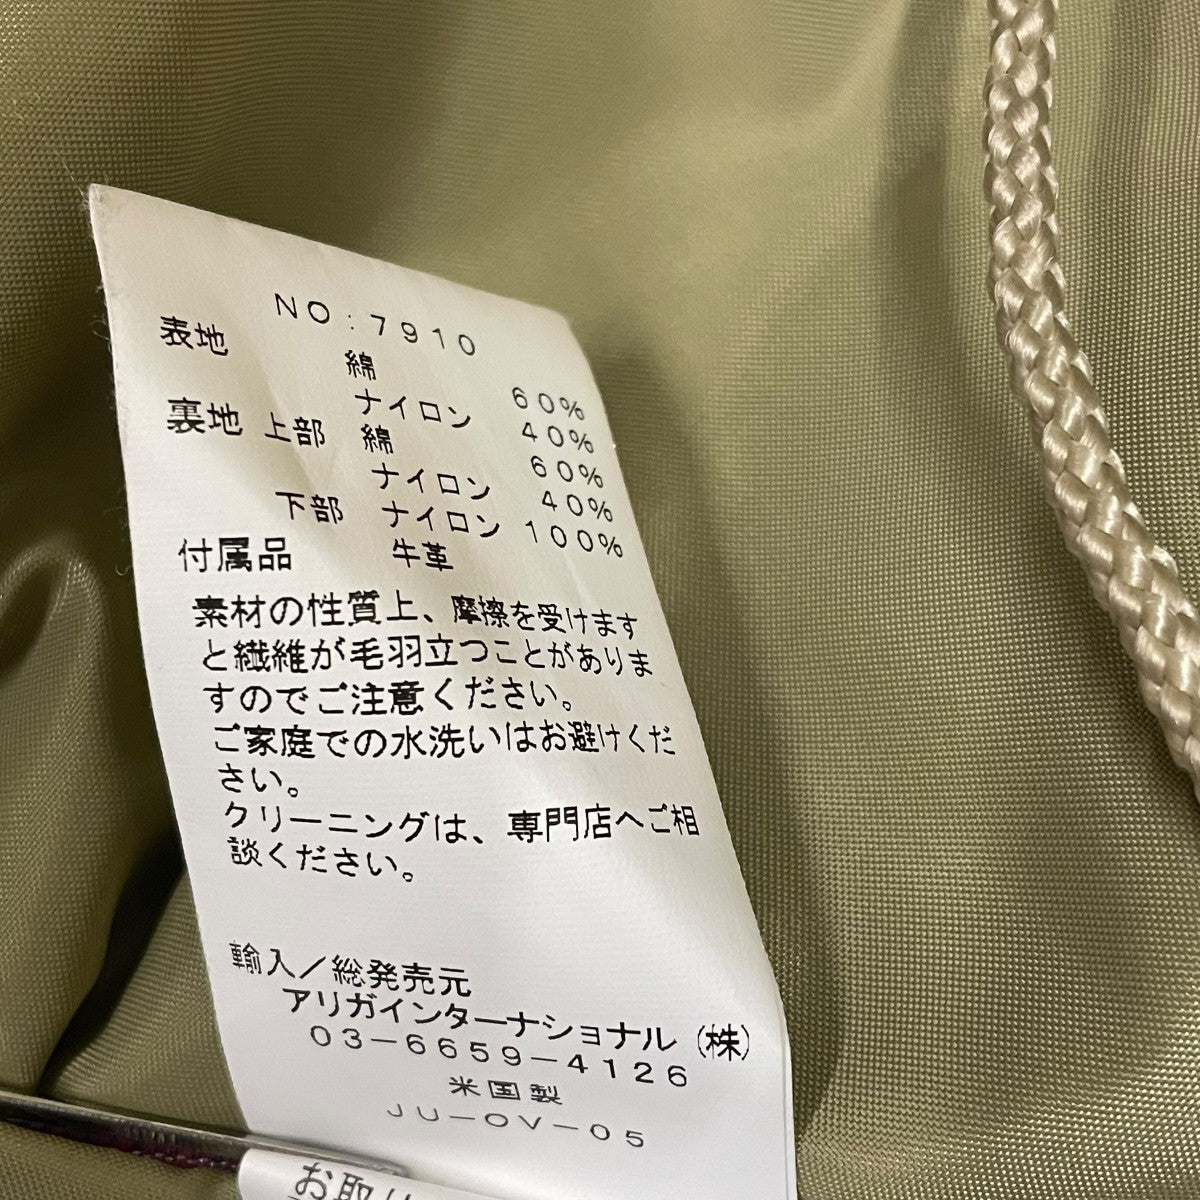 NO:7910
表地 綿 60%
ナイロン 40%
裏地 上部 綿 60%
ナイロン 40%
下部 ナイロン 100%
付属品 牛革
素材の性質上、摩擦を受けます
と繊維が毛羽立つことがありま
すのでご注意ください。
ご家庭での水洗いはお避けくだ
さい。
クリーニングは、専門店へご相
談ください。
輸入/総発売元
アリガインターナショナル(株)
03-6659-4126
米国製
JU-OV-05
お取り